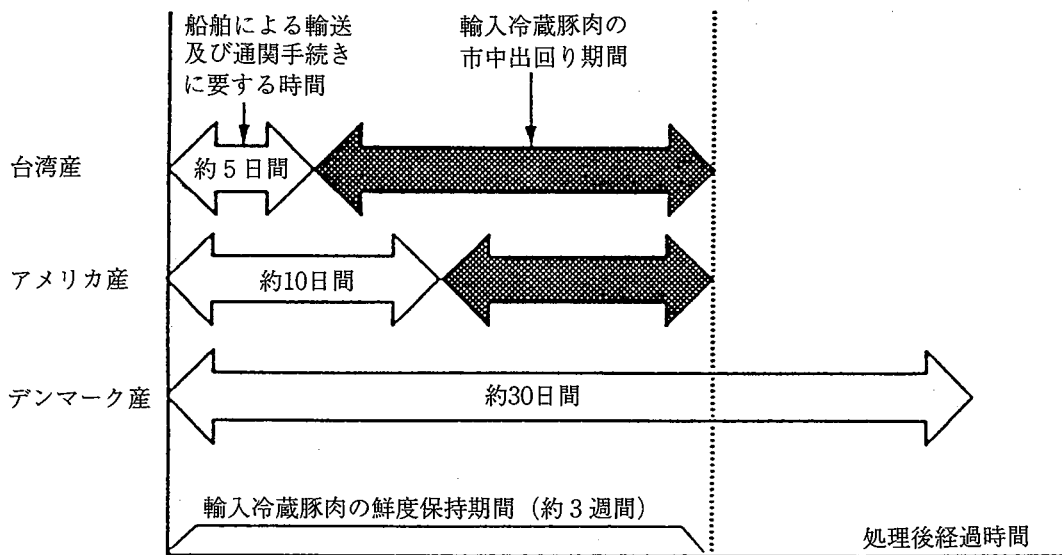 船舶による輸送
及び通関手続き
に要する時間
輸入冷蔵豚肉の
市中出回り期間
台湾産
約5日間
アメリカ産
約10日間
デンマーク産
約30日間
輸入冷蔵豚肉の鮮度保持期間(約3週間)
処理後経過時間